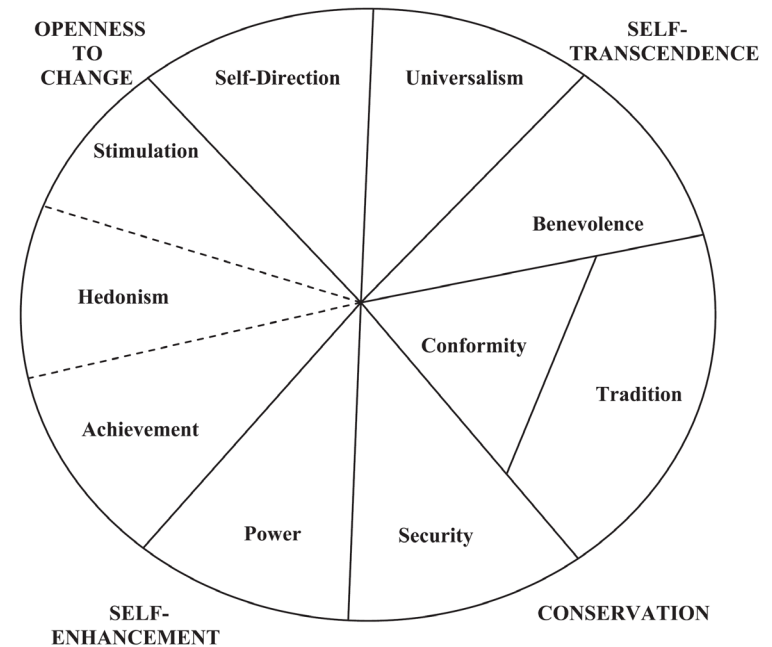 OPENNESS
TO
CHANGE
SELF-
TRANSCENDENCE
Self-Direction
Universalism
Stimulation
Benevolence
Hedonism
Conformity
Tradition
Achievement
Power
Security
SELF-
ENHANCEMENT
CONSERVATION